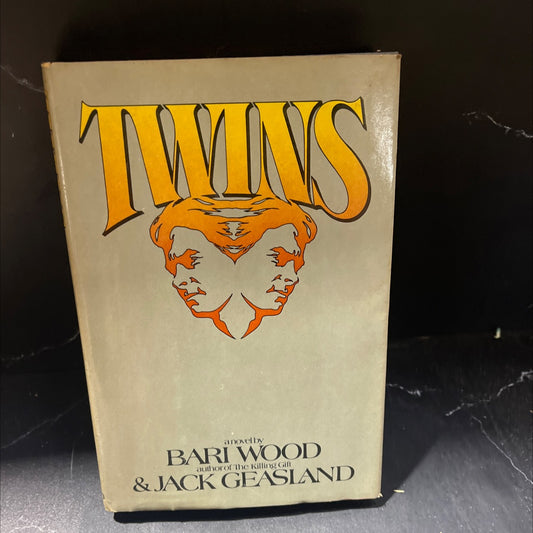 TWINS
a novel by
BARI WOOD
author of The Killing Gift
& JACK GEASLAND